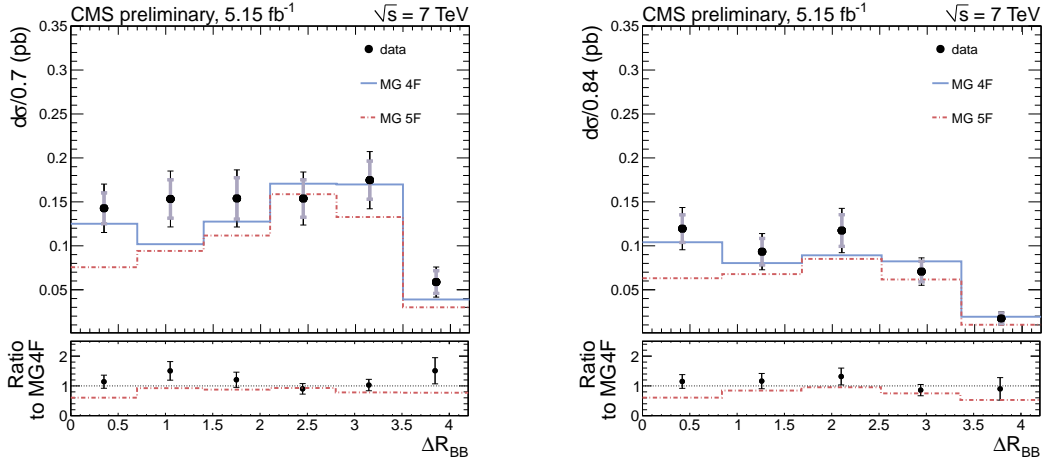 CMS preliminary, 5.15 fb⁻¹ √s = 7 TeV
dσ/0.7 (pb)
0.35
0.3
0.25
0.2
0.15
0.1
0.05
data
MG 4F
MG 5F
Ratio
to MG4F
2
1
0
0 0.5 1 1.5 2 2.5 3 3.5 4
ΔR_BB
CMS preliminary, 5.15 fb⁻¹ √s = 7 TeV
dσ/0.84 (pb)
0.35
0.3
0.25
0.2
0.15
0.1
0.05
data
MG 4F
MG 5F
Ratio
to MG4F
2
1
0
0 0.5 1 1.5 2 2.5 3 3.5 4
ΔR_BB